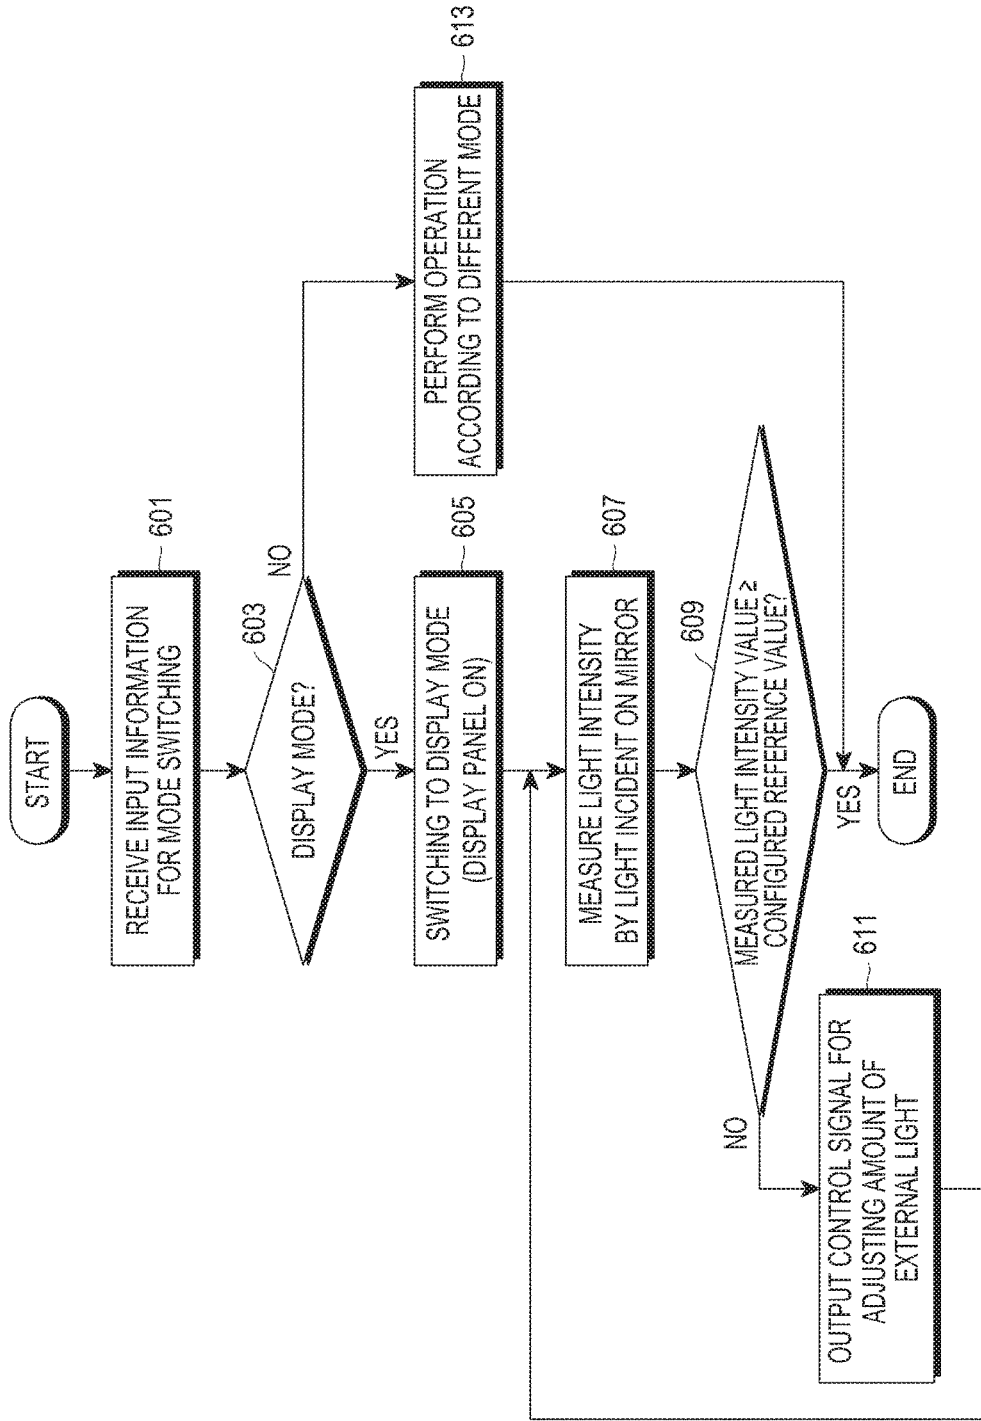 START
RECEIVE INPUT INFORMATION
FOR MODE SWITCHING
601
DISPLAY MODE?
603
NO
YES
SWITCHING TO DISPLAY MODE
(DISPLAY PANEL ON)
605
PERFORM OPERATION
ACCORDING TO DIFFERENT MODE
613
MEASURE LIGHT INTENSITY
BY LIGHT INCIDENT ON MIRROR
607
MEASURED LIGHT INTENSITY VALUE ≥
CONFIGURED REFERENCE VALUE?
609
NO
YES
OUTPUT CONTROL SIGNAL FOR
ADJUSTING AMOUNT OF
EXTERNAL LIGHT
611
END